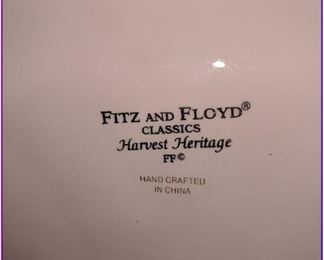 FITZ AND FLOYD®
CLASSICS
Harvest Heritage
FF©
HAND CRAFTED
IN CHINA